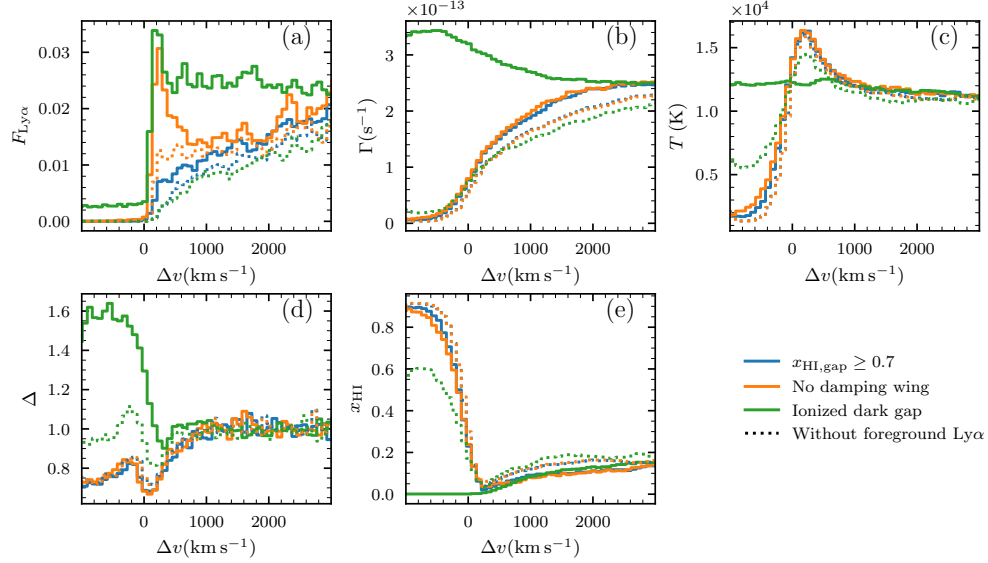 ×10⁻¹³
×10⁴
(a)
(b)
(c)
F_Lyα
0.00
0.01
0.02
0.03
0
1000
2000
Δv(km s⁻¹)
Γ(s⁻¹)
0
1
2
3
0
1000
2000
Δv(km s⁻¹)
T (K)
0.5
1.0
1.5
0
1000
2000
Δv(km s⁻¹)
(d)
(e)
Δ
0.8
1.0
1.2
1.4
1.6
0
1000
2000
Δv(km s⁻¹)
x_HI
0.0
0.2
0.4
0.6
0.8
0
1000
2000
Δv(km s⁻¹)
x_HI,gap ≥ 0.7
No damping wing
Ionized dark gap
Without foreground Lyα